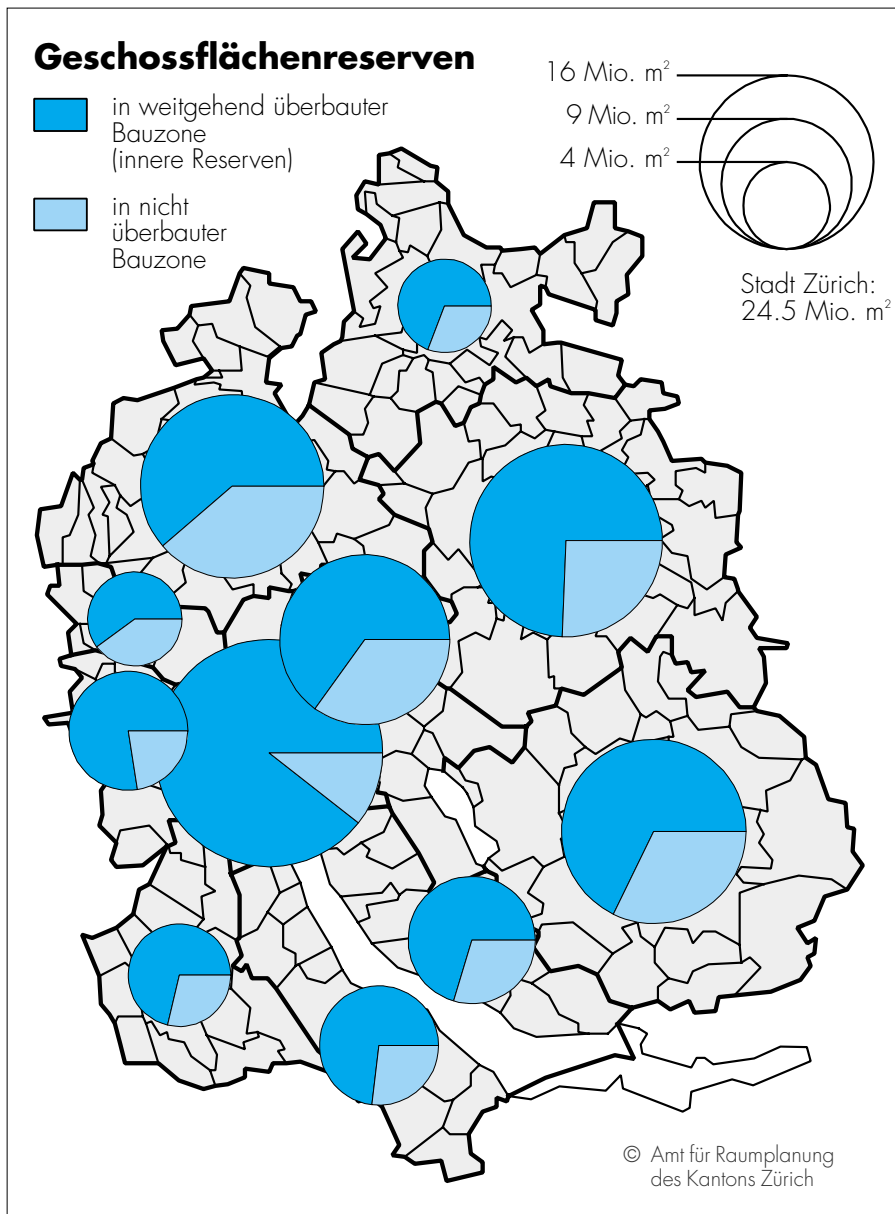 Geschossflächenreserven
in weitgehend überbauter
Bauzone
(innere Reserven)
in nicht
überbauter
Bauzone
16 Mio. m²
9 Mio. m²
4 Mio. m²
Stadt Zürich:
24.5 Mio. m²
© Amt für Raumplanung
des Kantons Zürich